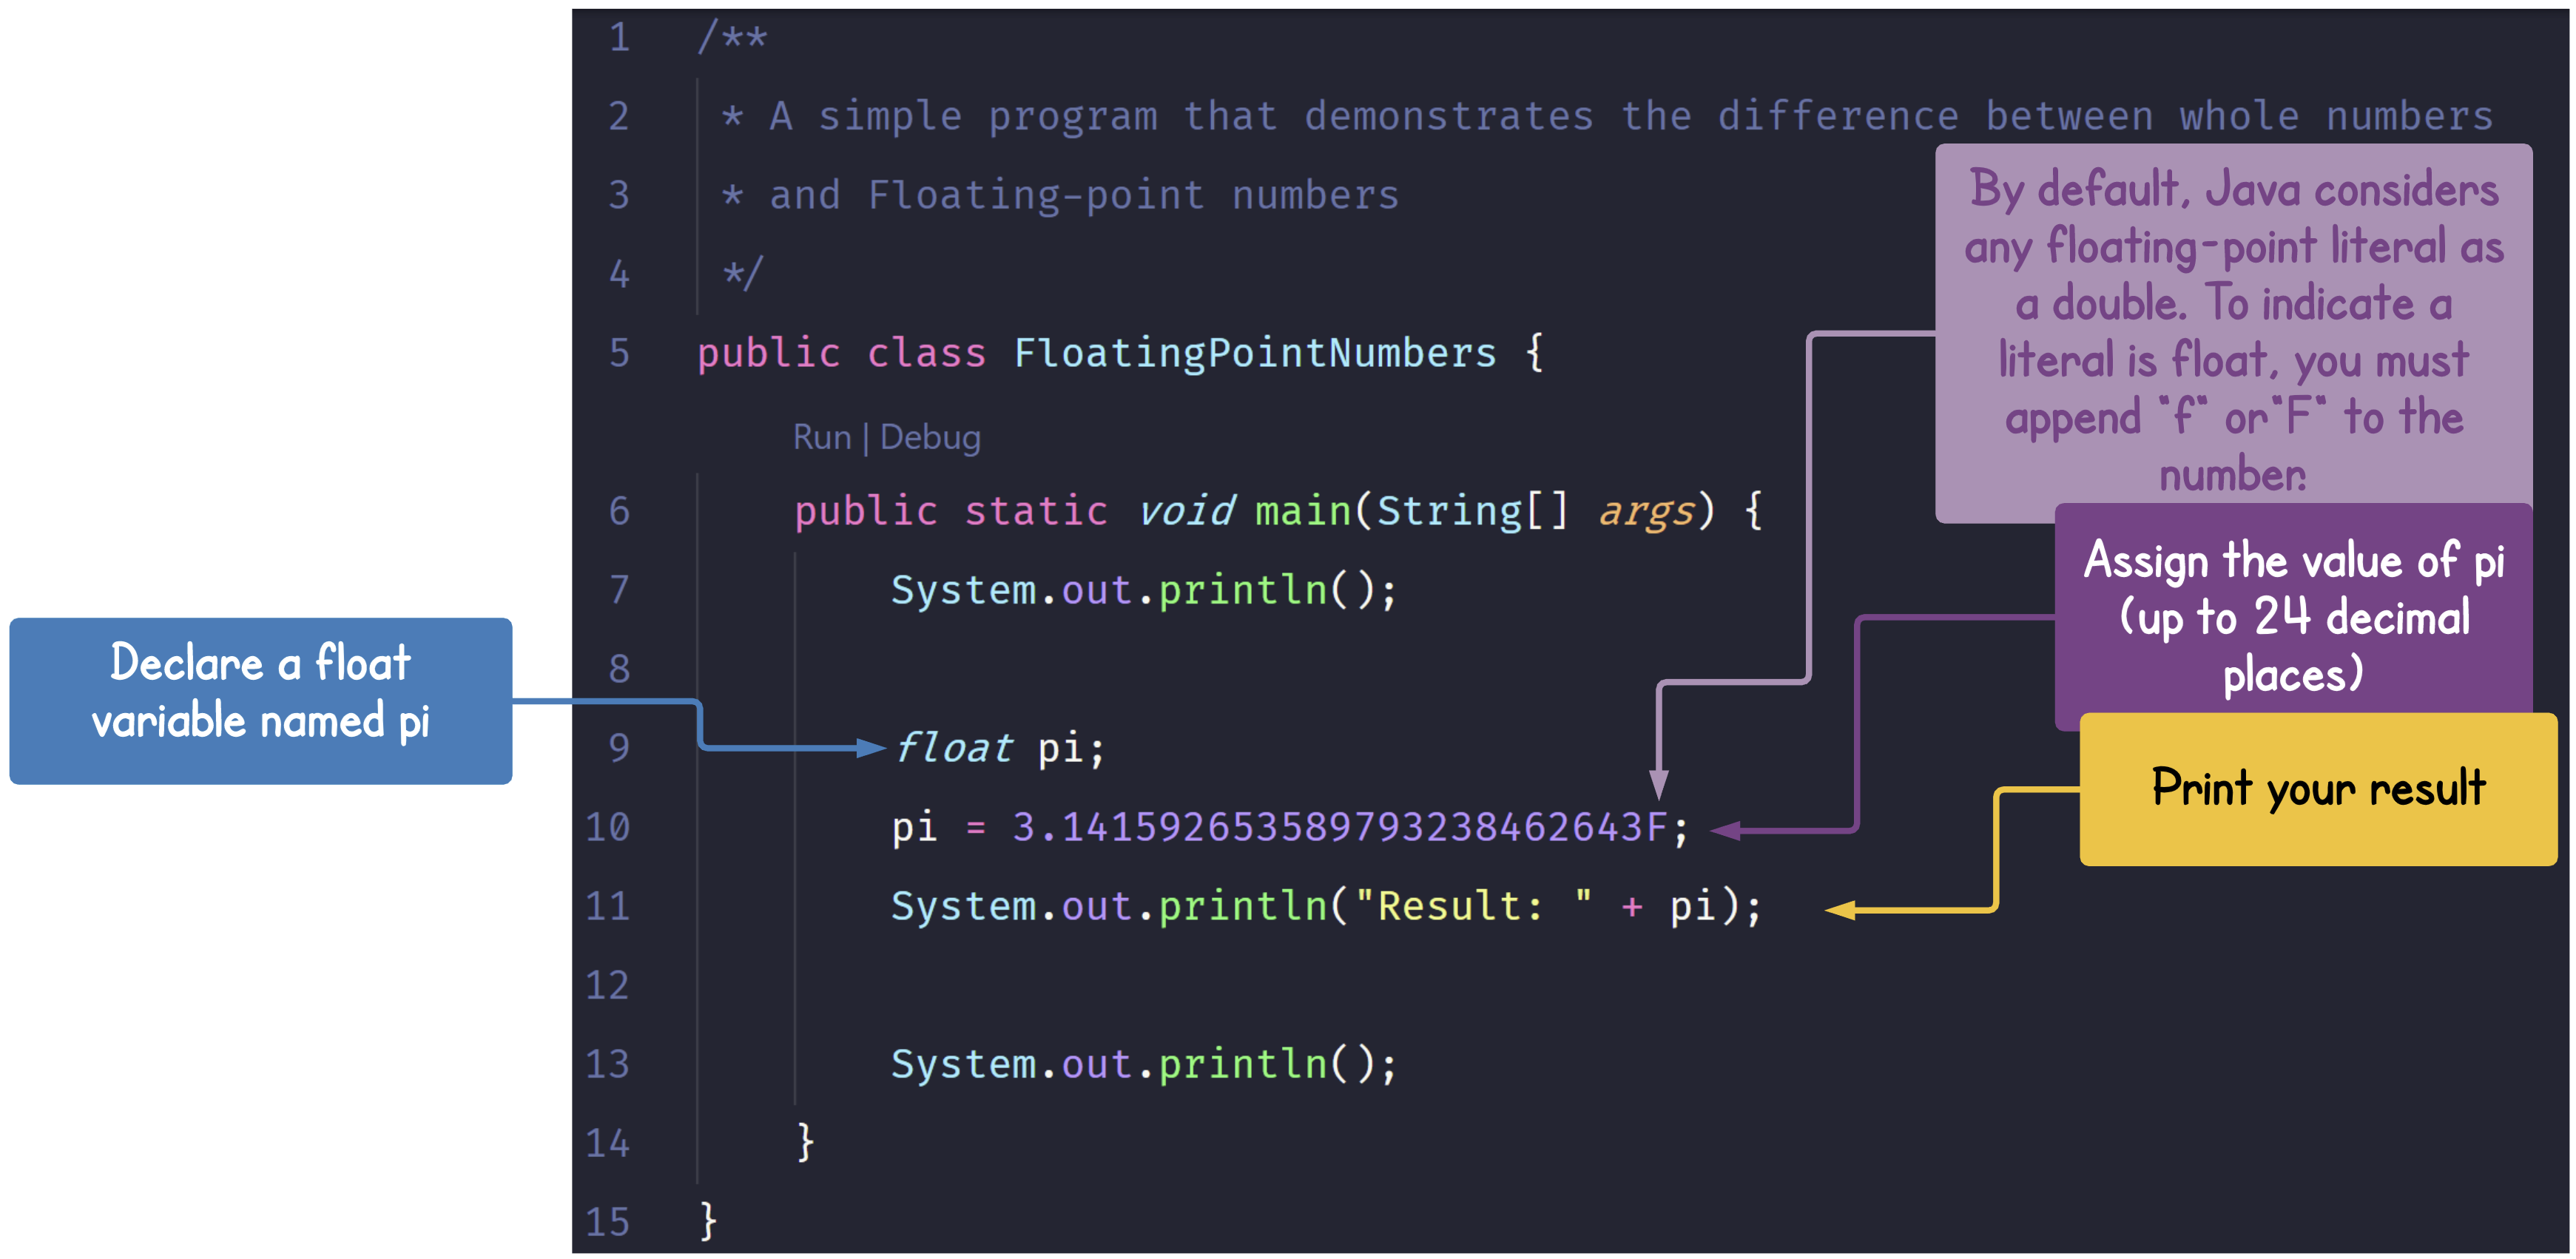 1 /**
2 * A simple program that demonstrates the difference between whole numbers
3 * and Floating-point numbers
4 */
5 public class FloatingPointNumbers {
Run | Debug
6 public static void main(String[] args) {
7 System.out.println();
8
9 float pi;
10 pi = 3.141592653589793238462643F;
11 System.out.println("Result: " + pi);
12
13 System.out.println();
14 }
15 }
Declare a float
variable named pi
By default, Java considers
any floating-point literal as
a double. To indicate a
literal is float, you must
append "f" or"F" to the
number.
Assign the value of pi
(up to 24 decimal
places)
Print your result